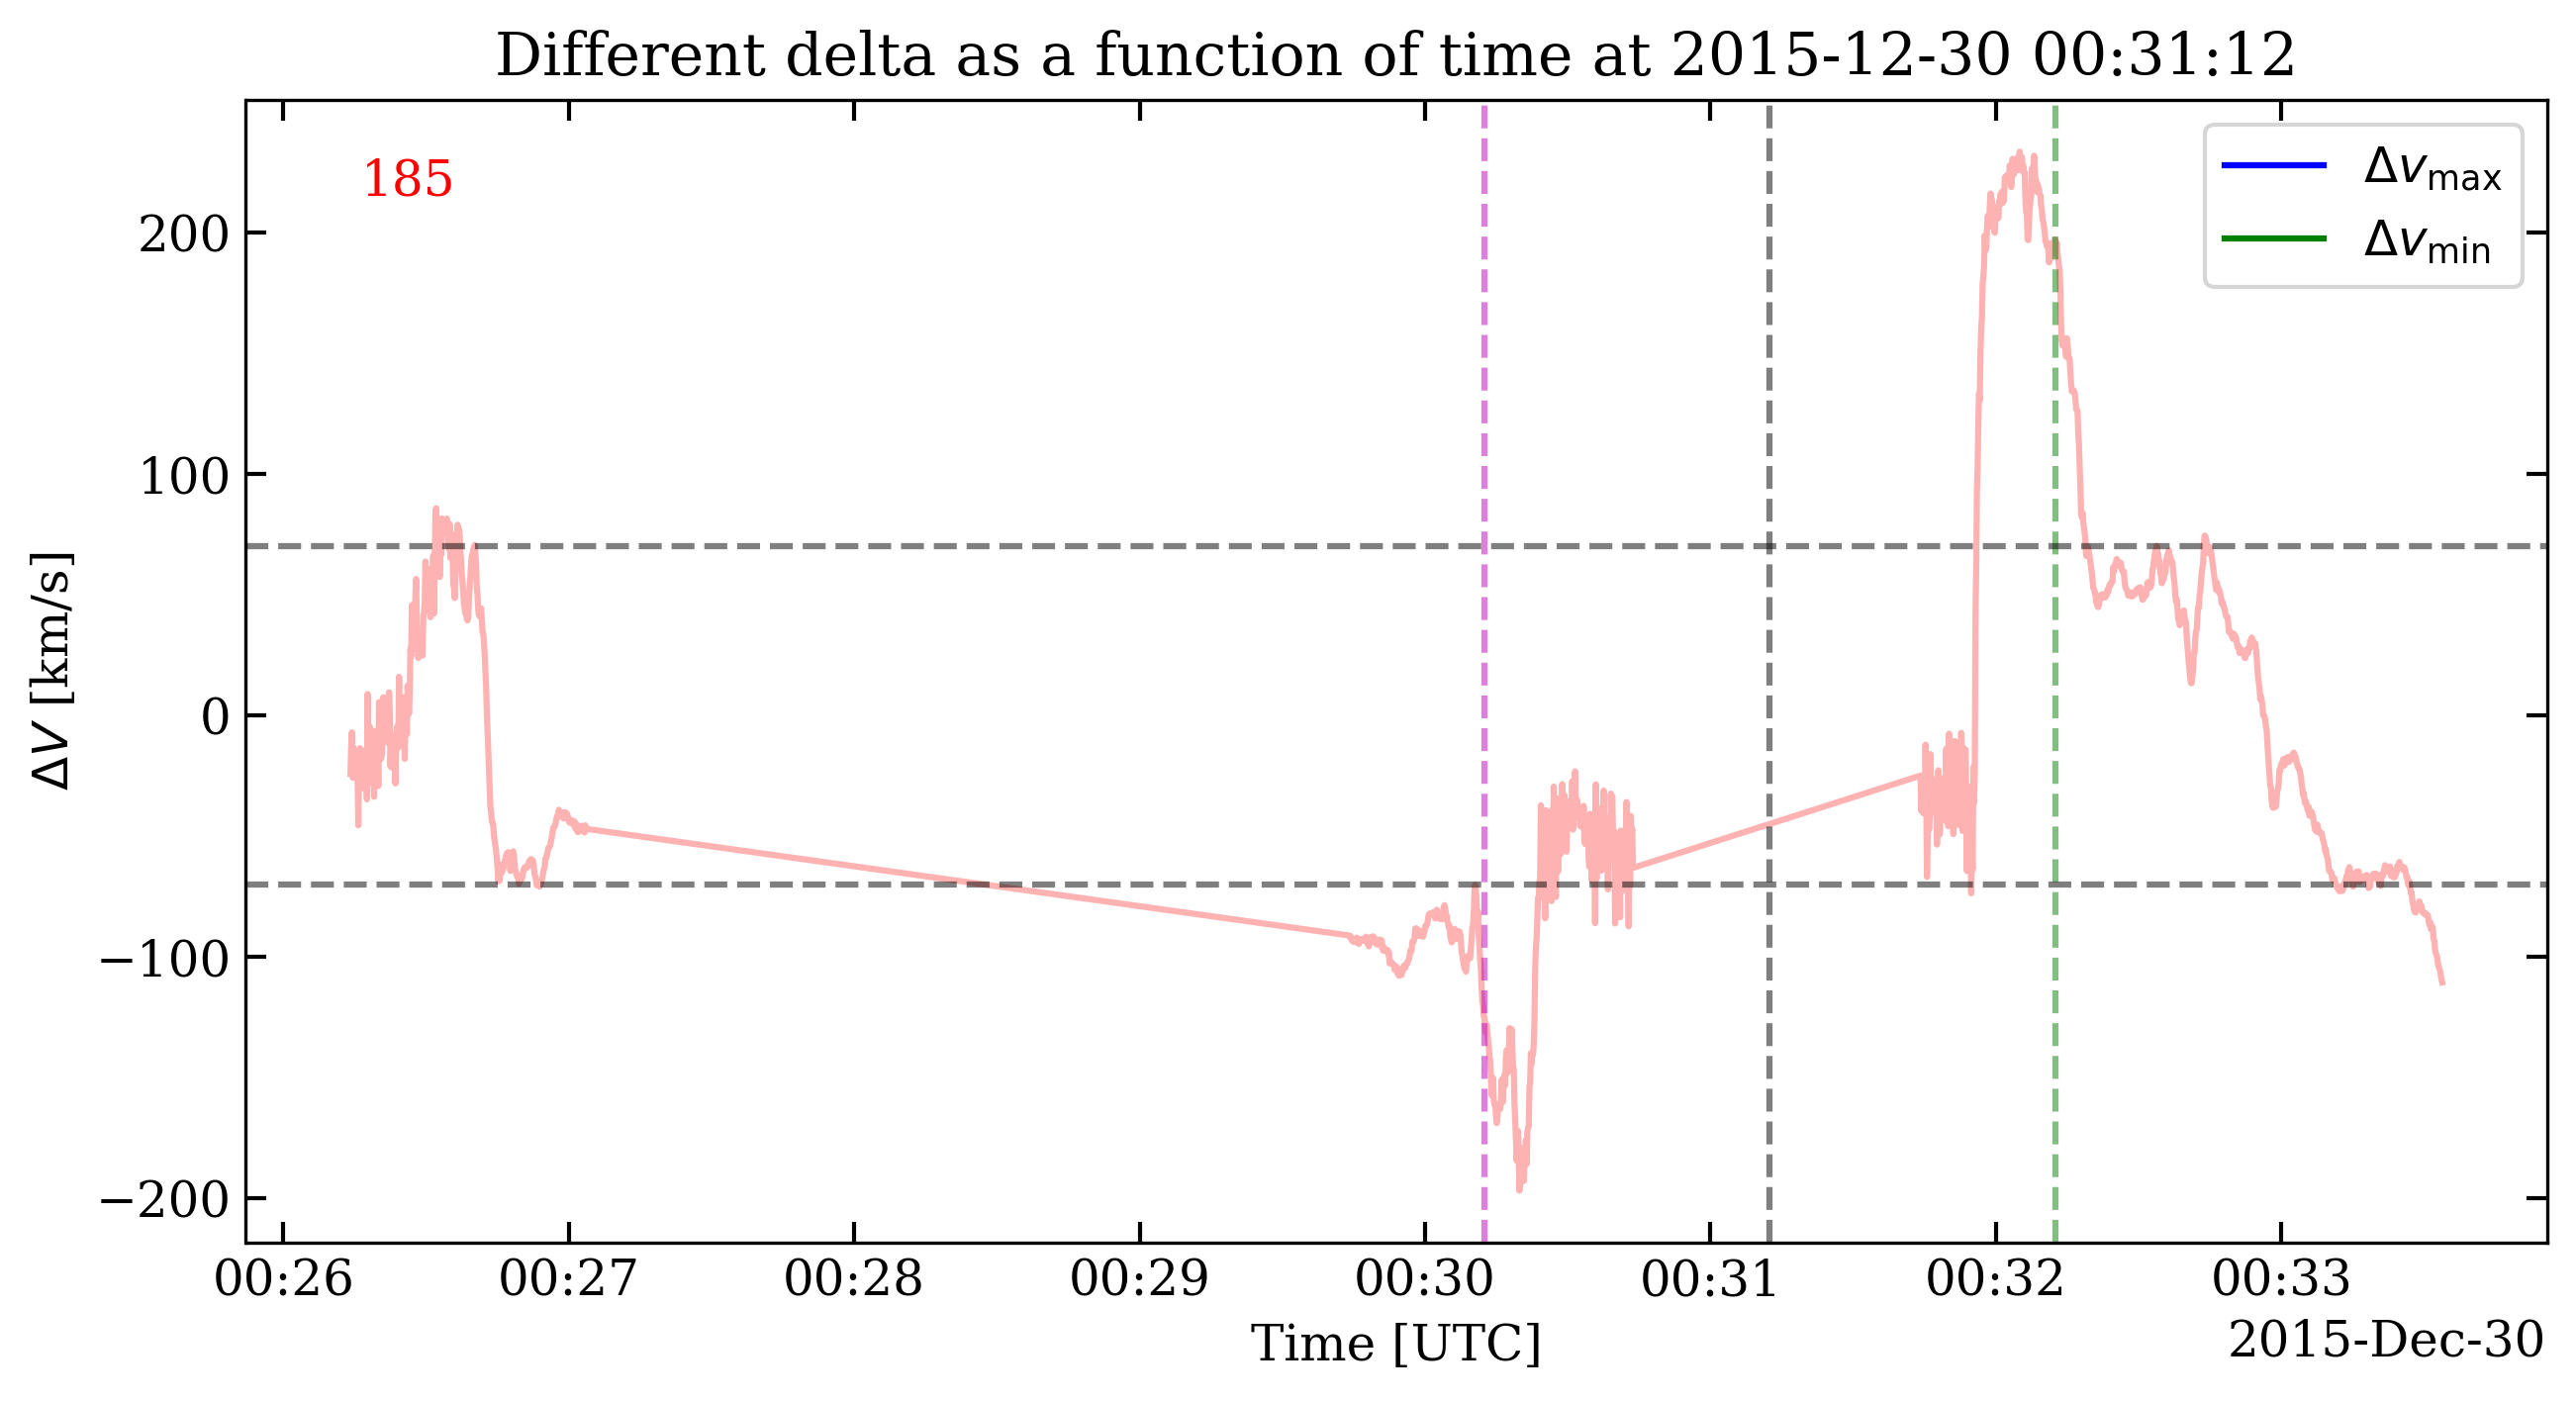 Different delta as a function of time at 2015-12-30 00:31:12
185
Δv_max
Δv_min
200
100
0
−100
−200
ΔV [km/s]
00:26 00:27 00:28 00:29 00:30 00:31 00:32 00:33
Time [UTC]
2015-Dec-30